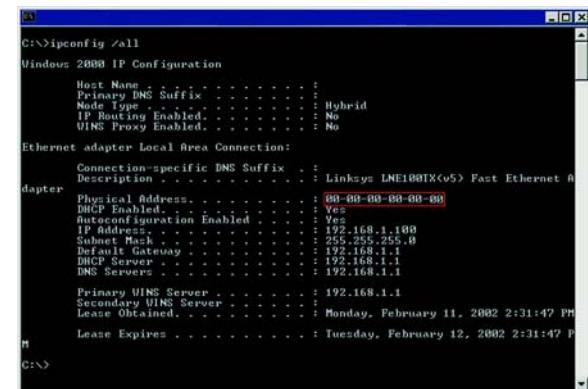 C:\>ipconfig /all
Windows 2000 IP Configuration
Host Name . . . . . . . . . . . . :
Primary DNS Suffix . . . . . . . :
Node Type . . . . . . . . . . . . : Hybrid
IP Routing Enabled. . . . . . . . : No
WINS Proxy Enabled. . . . . . . . : No
Ethernet adapter Local Area Connection:
Connection-specific DNS Suffix . :
Description . . . . . . . . . . . : Linksys LNE100TX(v5) Fast Ethernet A
dapter
Physical Address. . . . . . . . . : 00-00-00-00-00-00
DHCP Enabled. . . . . . . . . . . : Yes
Autoconfiguration Enabled . . . . : Yes
IP Address. . . . . . . . . . . . : 192.168.1.100
Subnet Mask . . . . . . . . . . . : 255.255.255.0
Default Gateway . . . . . . . . . : 192.168.1.1
DHCP Server . . . . . . . . . . . : 192.168.1.1
DNS Servers . . . . . . . . . . . : 192.168.1.1
Primary WINS Server . . . . . . . : 192.168.1.1
Secondary WINS Server . . . . . . :
Lease Obtained. . . . . . . . . . : Monday, February 11, 2002 2:31:47 PM
Lease Expires . . . . . . . . . . : Tuesday, February 12, 2002 2:31:47 P
M
C:\>